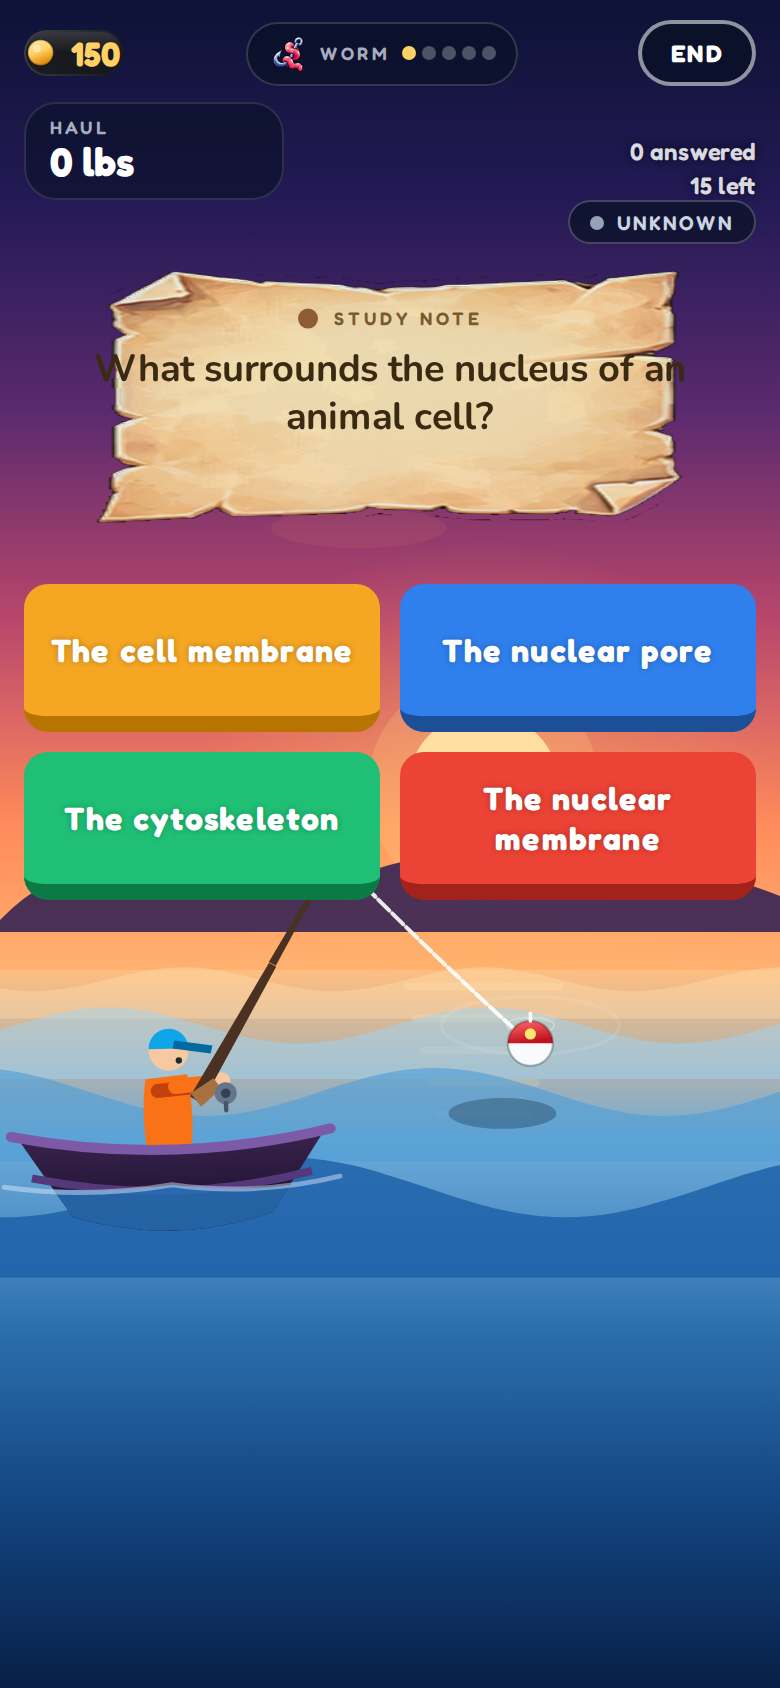 150
WORM
END
HAUL
0 lbs
0 answered
15 left
UNKNOWN
STUDY NOTE
What surrounds the nucleus of an
animal cell?
The cell membrane
The nuclear pore
The cytoskeleton
The nuclear
membrane